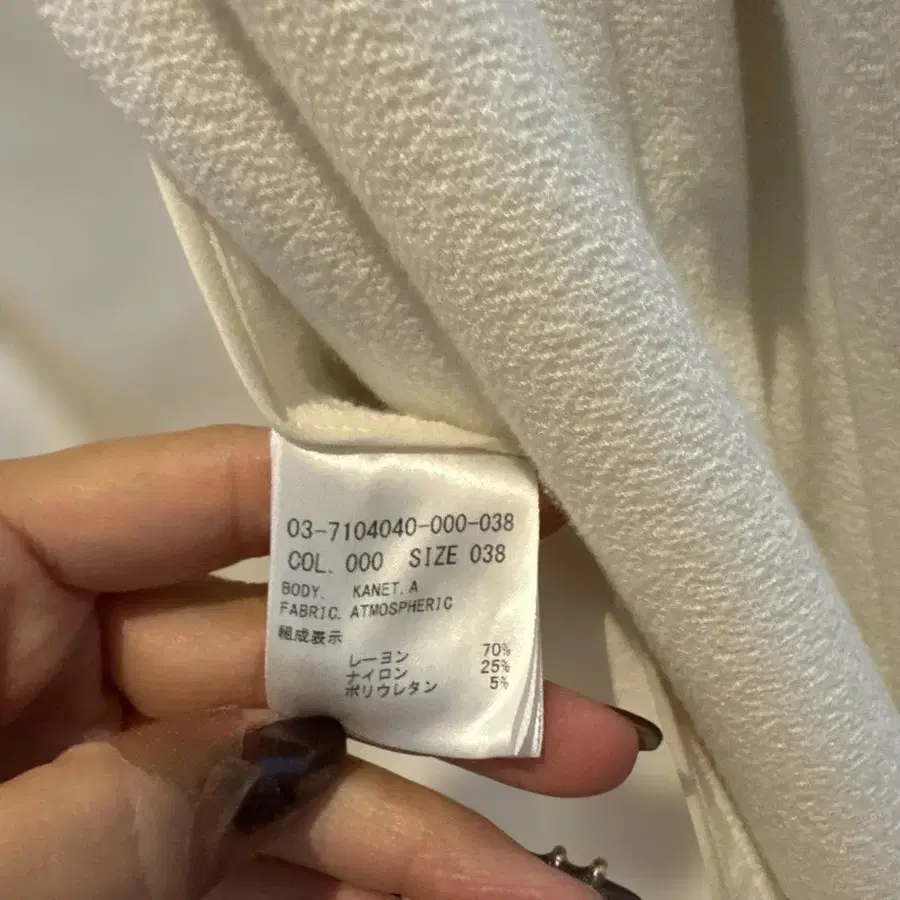 03-7104040-000-038
COL. 000 SIZE 038
BODY. KANET. A
FABRIC. ATMOSPHERIC
組成表示
レーヨン 70%
ナイロン 25%
ポリウレタン 5%